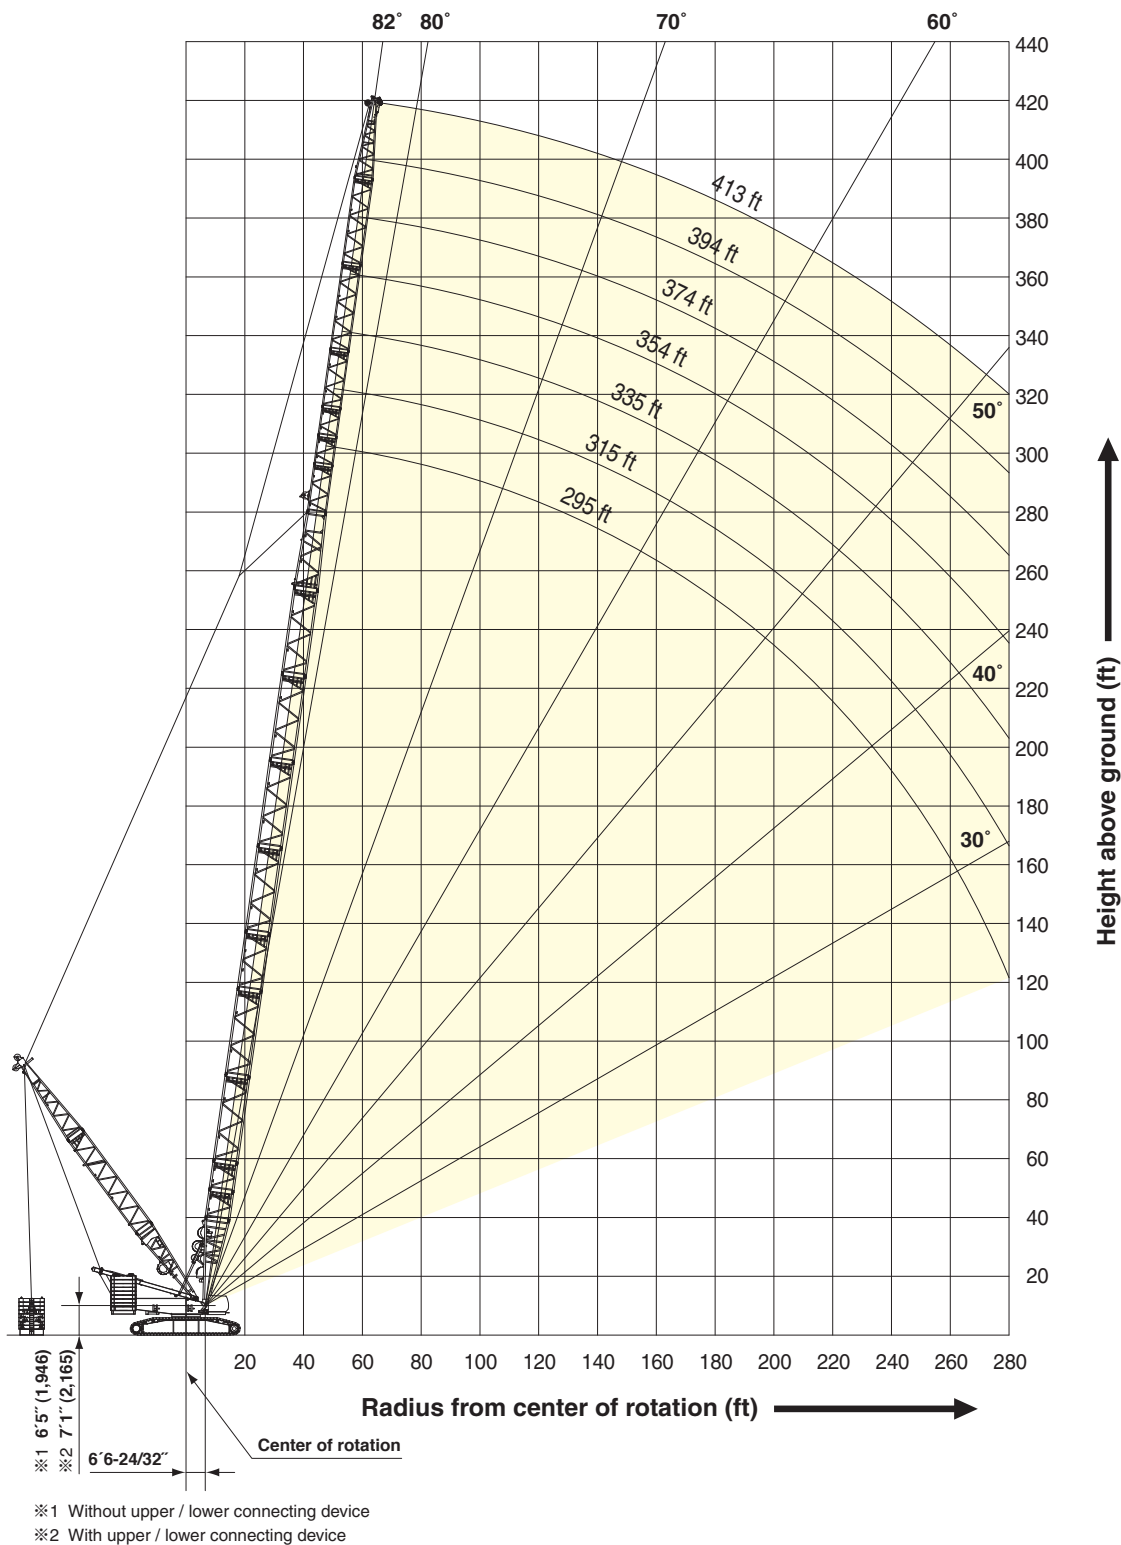 82° 80° 70° 60°
440
420
400
380
360
340
320
300
280
260
240
220
200
180
160
140
120
100
80
60
40
20
413 ft
394 ft
374 ft
354 ft
335 ft
315 ft
295 ft
50°
40°
30°
Height above ground (ft)
20 40 60 80 100 120 140 160 180 200 220 240 260 280
Radius from center of rotation (ft)
Center of rotation
※1 6´5˝ (1,946)
※2 7´1˝ (2,165)
6´6-24/32˝
※1 Without upper / lower connecting device
※2 With upper / lower connecting device